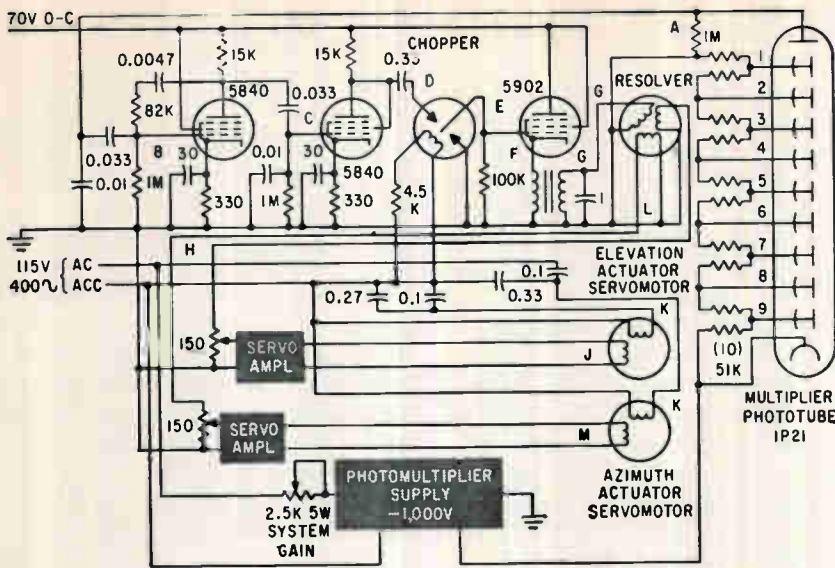 70V D-C
0.0047
15K
5840
82K
0.033
B
0.033
0.01
1M
30
330
15K
CHOPPER
0.33
D
C
0.01
30
1M
5840
330
4.5
K
E
5902
F
100K
G
G
1
RESOLVER
L
A
1M
1
2
3
4
5
6
7
8
9
(10)
51K
MULTIPLIER
PHOTOTUBE
1P21
H
115V
400~
AC
ACC
0.27
0.1
0.33
0.1
ELEVATION
ACTUATOR
SERVOMOTOR
K
J
150
SERVO
AMPL
150
SERVO
AMPL
K
M
AZIMUTH
ACTUATOR
SERVOMOTOR
2.5K 5W
SYSTEM
GAIN
PHOTOMULTIPLIER
SUPPLY
-1,000V